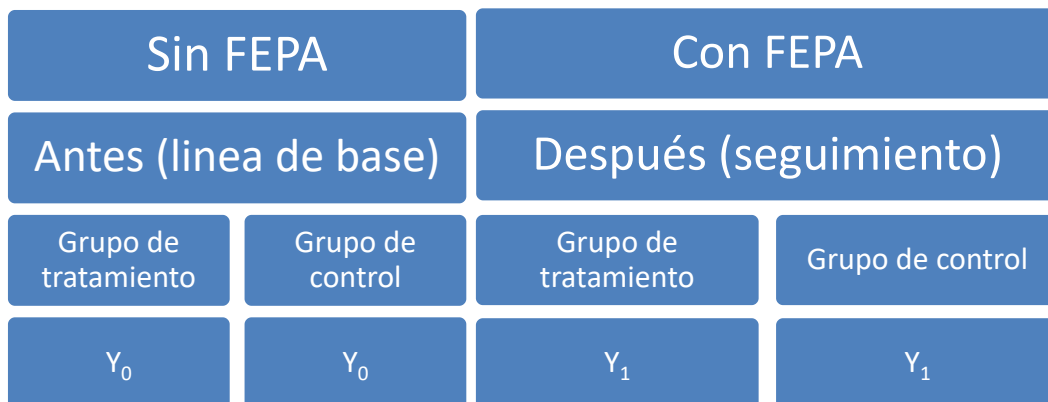 Sin FEPA
Con FEPA
Antes (linea de base)
Después (seguimiento)
Grupo de
tratamiento
Grupo de
control
Grupo de
tratamiento
Grupo de control
Y₀
Y₀
Y₁
Y₁